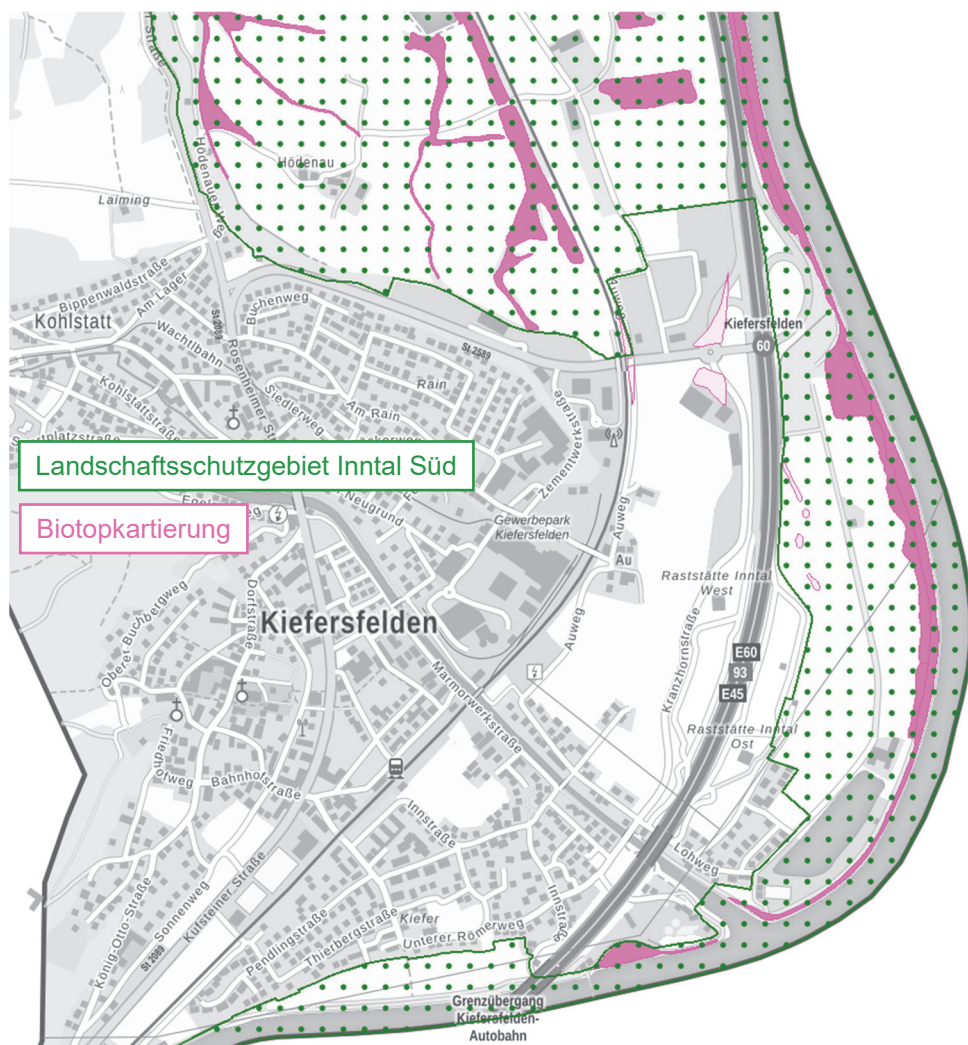 Hödenauer Weg
Hödenau
Laiming
Bippenwaldstraße
Am Lager
Buchenweg
Kohlstatt
Wachtlbahn
St 2089
Rosenheimer
St 2589
Rain
Am Rain
Siedlerweg
Kohlstattstraße
Auweg
Kiefersfelden
60
Zementwerkstraße
Landschaftsschutzgebiet Inntal Süd
Neugrund
Biotopkartierung
Gewerbepark
Kiefersfelden
Auweg
Au
Raststätte Inntal
West
Oberer Buchbergweg
Dorfstraße
Kiefersfelden
Auweg
Kranzhornstraße
E60
93
E45
Marmorwerkstraße
Raststätte Inntal
Ost
Friedhofweg
Bahnhofstraße
Innstraße
Lohweg
König-Otto-Straße
Sonnenweg
Kufsteiner Straße
St 2089
Pendlingstraße
Thierbergstraße
Kiefer
Unterer Römerweg
Innstraße
Grenzübergang
Kiefersfelden-
Autobahn